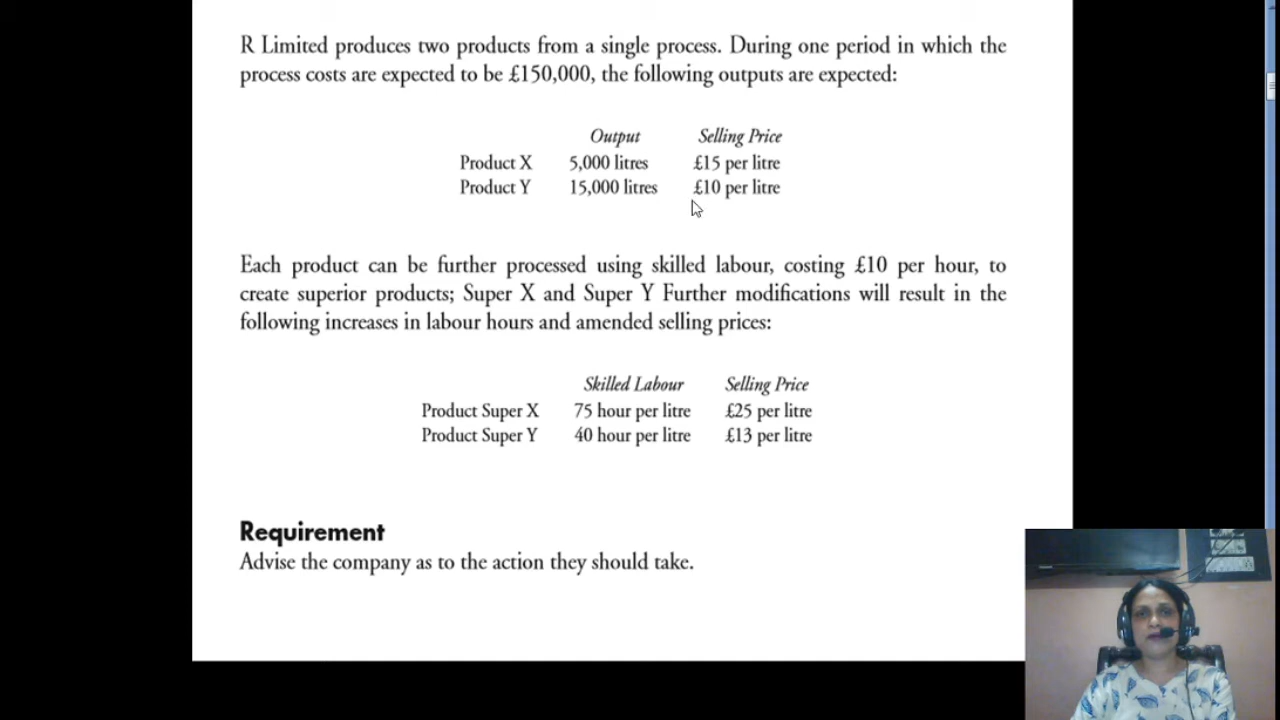 R Limited produces two products from a single process. During one period in which the
process costs are expected to be £150,000, the following outputs are expected:
Output Selling Price
Product X 5,000 litres £15 per litre
Product Y 15,000 litres £10 per litre
Each product can be further processed using skilled labour, costing £10 per hour, to
create superior products; Super X and Super Y Further modifications will result in the
following increases in labour hours and amended selling prices:
Skilled Labour Selling Price
Product Super X 75 hour per litre £25 per litre
Product Super Y 40 hour per litre £13 per litre
Requirement
Advise the company as to the action they should take.